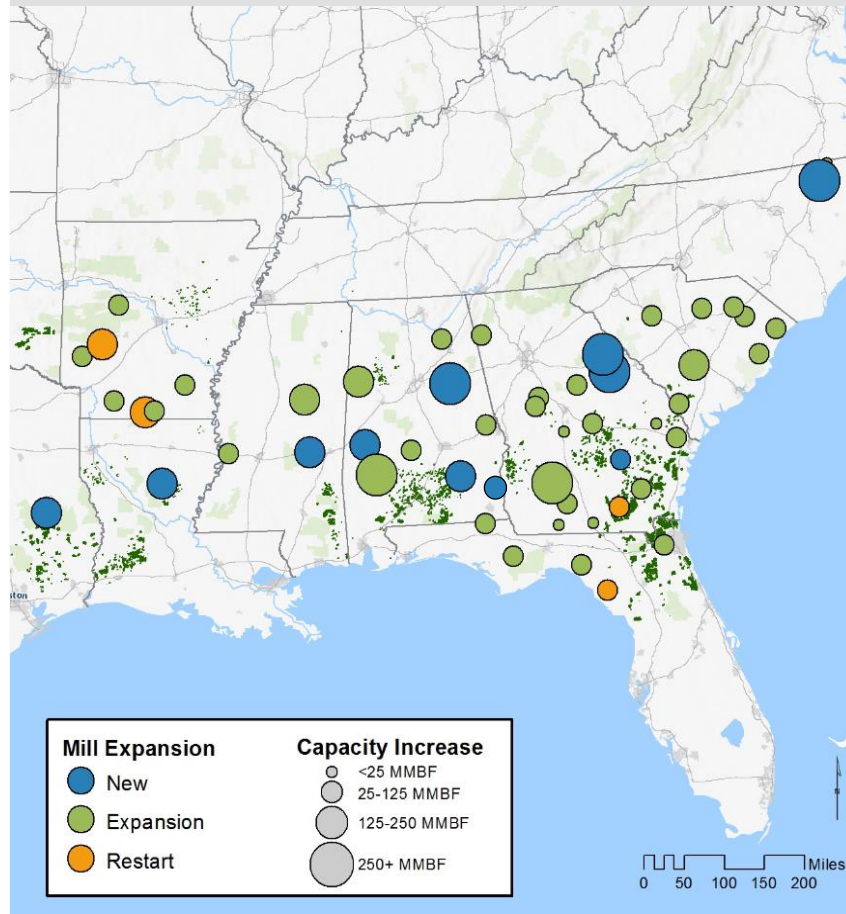 ston
Mill Expansion
New
Expansion
Restart
Capacity Increase
<25 MMBF
25-125 MMBF
125-250 MMBF
250+ MMBF
N
Miles
0 50 100 150 200